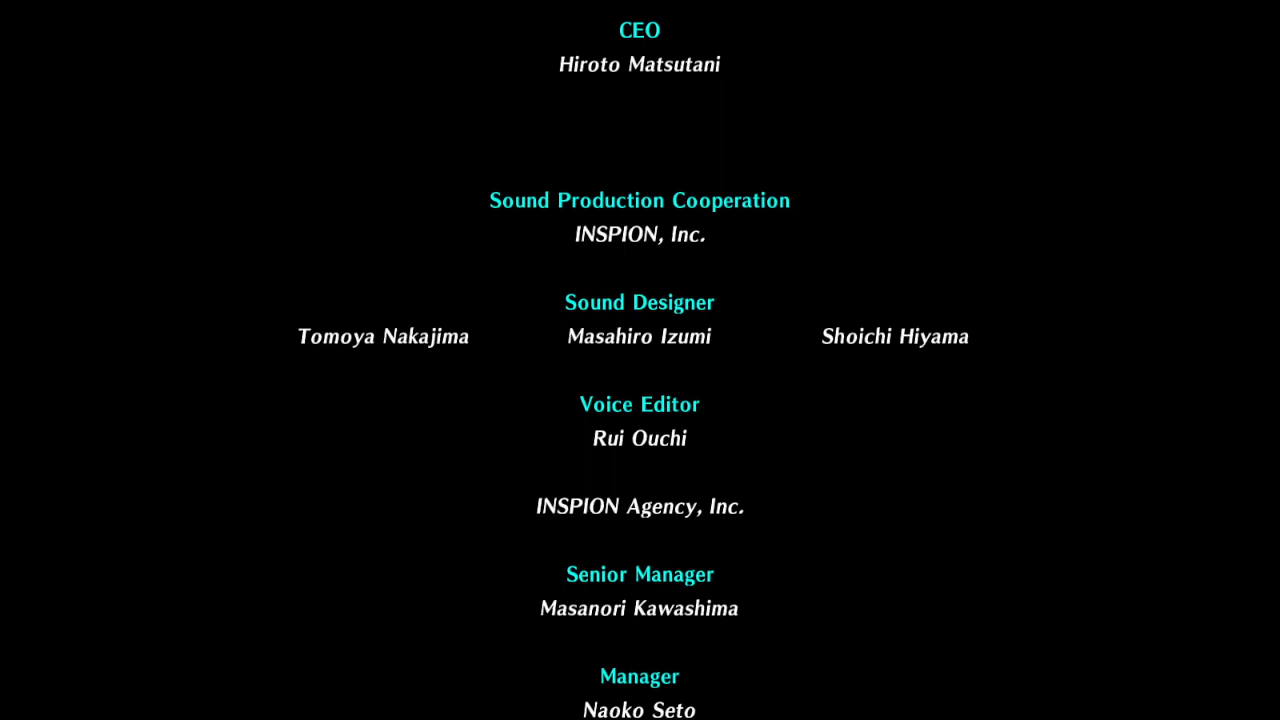 CEO
Hiroto Matsutani
Sound Production Cooperation
INSPION, Inc.
Sound Designer
Tomoya Nakajima Masahiro Izumi Shoichi Hiyama
Voice Editor
Rui Ouchi
INSPION Agency, Inc.
Senior Manager
Masanori Kawashima
Manager
Naoko Seto